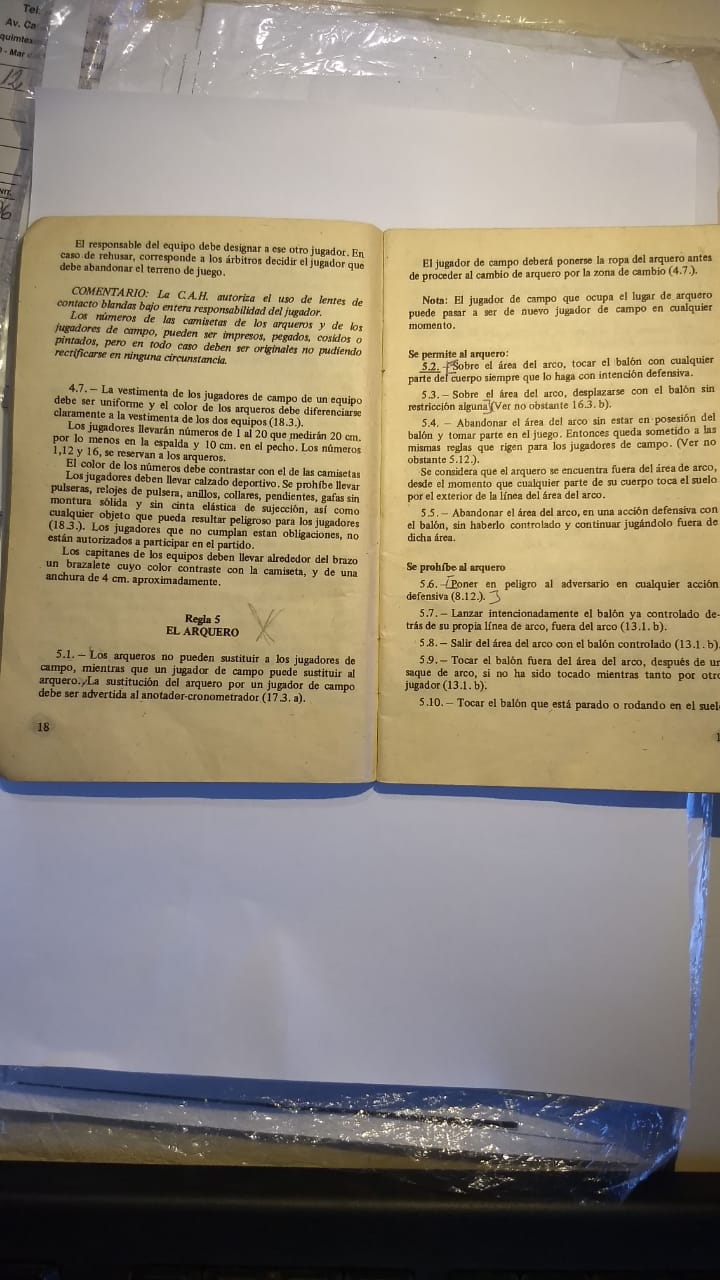 Tel
Av. Ca
quimtex
- Mar
12
El responsable del equipo debe designar a ese otro jugador. En
caso de rehusar, corresponde a los árbitros decidir el jugador que
debe abandonar el terreno de juego.
COMENTARIO: La C.A.H. autoriza el uso de lentes de
contacto blandas bajo entera responsabilidad del jugador.
Los números de las camisetas de los arqueros y de los
jugadores de campo, pueden ser impresos, pegados, cosidos o
pintados, pero en todo caso deben ser originales no pudiendo
rectificarse en ninguna circunstancia.
4.7. — La vestimenta de los jugadores de campo de un equipo
debe ser uniforme y el color de los arqueros debe diferenciarse
claramente a la vestimenta de los dos equipos (18.3.).
Los jugadores llevarán números de 1 al 20 que medirán 20 cm.
por lo menos en la espalda y 10 cm. en el pecho. Los números
1,12 y 16, se reservan a los arqueros.
El color de los números debe contrastar con el de las camisetas
Los jugadores deben llevar calzado deportivo. Se prohíbe llevar
pulseras, relojes de pulsera, anillos, collares, pendientes, gafas sin
montura sólida y sin cinta elástica de sujección, así como
cualquier objeto que pueda resultar peligroso para los jugadores
(18.3.). Los jugadores que no cumplan estan obligaciones, no
están autorizados a participar en el partido.
Los capitanes de los equipos deben llevar alrededor del brazo
un brazalete cuyo color contraste con la camiseta, y de una
anchura de 4 cm. aproximadamente.
Regla 5
EL ARQUERO
5.1. — Los arqueros no pueden sustituir a los jugadores de
campo, mientras que un jugador de campo puede sustituir al
arquero. La sustitución del arquero por un jugador de campo
debe ser advertida al anotador-cronometrador (17.3. a).
18
El jugador de campo deberá ponerse la ropa del arquero antes
de proceder al cambio de arquero por la zona de cambio (4.7.).
Nota: El jugador de campo que ocupa el lugar de arquero
puede pasar a ser de nuevo jugador de campo en cualquier
momento.
Se permite al arquero:
5.2. — Sobre el área del arco, tocar el balón con cualquier
parte del cuerpo siempre que lo haga con intención defensiva.
5.3. — Sobre el área del arco, desplazarse con el balón sin
restricción alguna (Ver no obstante 16.3. b).
5.4. — Abandonar el área del arco sin estar en posesión del
balón y tomar parte en el juego. Entonces queda sometido a las
mismas reglas que rigen para los jugadores de campo. (Ver no
obstante 5.12.).
Se considera que el arquero se encuentra fuera del área de arco,
desde el momento que cualquier parte de su cuerpo toca el suelo
por el exterior de la línea del área del arco.
5.5. — Abandonar el área del arco, en una acción defensiva con
el balón, sin haberlo controlado y continuar jugándolo fuera de
dicha área.
Se prohíbe al arquero
5.6. — Poner en peligro al adversario en cualquier acción
defensiva (8.12.).
5.7. — Lanzar intencionadamente el balón ya controlado de-
trás de su propia línea de arco, fuera del arco (13.1. b).
5.8. — Salir del área del arco con el balón controlado (13.1. b).
5.9. — Tocar el balón fuera del área del arco, después de un
saque de arco, si no ha sido tocado mientras tanto por otro
jugador (13.1. b).
5.10. — Tocar el balón que está parado o rodando en el suel
1